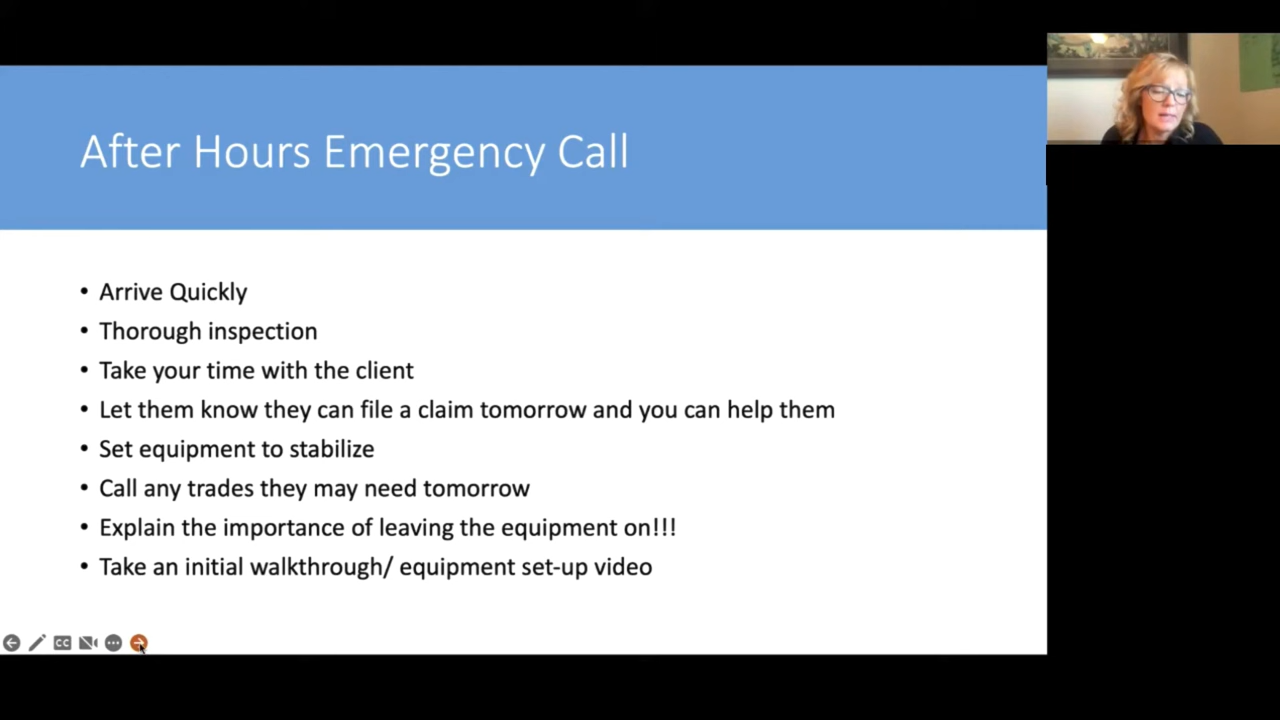 After Hours Emergency Call
• Arrive Quickly
• Thorough inspection
• Take your time with the client
• Let them know they can file a claim tomorrow and you can help them
• Set equipment to stabilize
• Call any trades they may need tomorrow
• Explain the importance of leaving the equipment on!!!
• Take an initial walkthrough/ equipment set-up video
CC